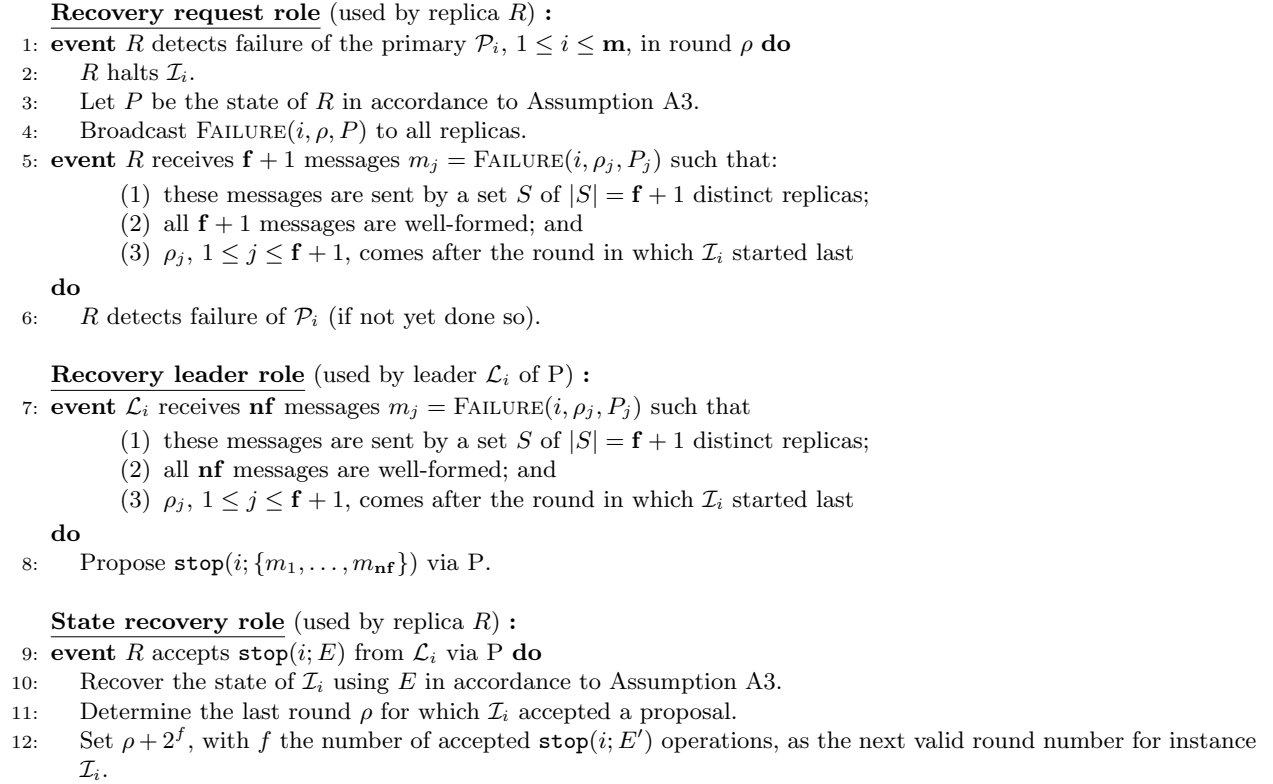 Recovery request role (used by replica R) :
1: event R detects failure of the primary 𝒫ᵢ, 1 ≤ i ≤ m, in round ρ do
2: R halts ℐᵢ.
3: Let P be the state of R in accordance to Assumption A3.
4: Broadcast FAILURE(i, ρ, P) to all replicas.
5: event R receives f + 1 messages mⱼ = FAILURE(i, ρⱼ, Pⱼ) such that:
(1) these messages are sent by a set S of |S| = f + 1 distinct replicas;
(2) all f + 1 messages are well-formed; and
(3) ρⱼ, 1 ≤ j ≤ f + 1, comes after the round in which ℐᵢ started last
do
6: R detects failure of 𝒫ᵢ (if not yet done so).
Recovery leader role (used by leader ℒᵢ of P) :
7: event ℒᵢ receives nf messages mⱼ = FAILURE(i, ρⱼ, Pⱼ) such that
(1) these messages are sent by a set S of |S| = f + 1 distinct replicas;
(2) all nf messages are well-formed; and
(3) ρⱼ, 1 ≤ j ≤ f + 1, comes after the round in which ℐᵢ started last
do
8: Propose stop(i; {m₁, . . . , m_nf}) via P.
State recovery role (used by replica R) :
9: event R accepts stop(i; E) from ℒᵢ via P do
10: Recover the state of ℐᵢ using E in accordance to Assumption A3.
11: Determine the last round ρ for which ℐᵢ accepted a proposal.
12: Set ρ + 2^f, with f the number of accepted stop(i; E′) operations, as the next valid round number for instance
ℐᵢ.